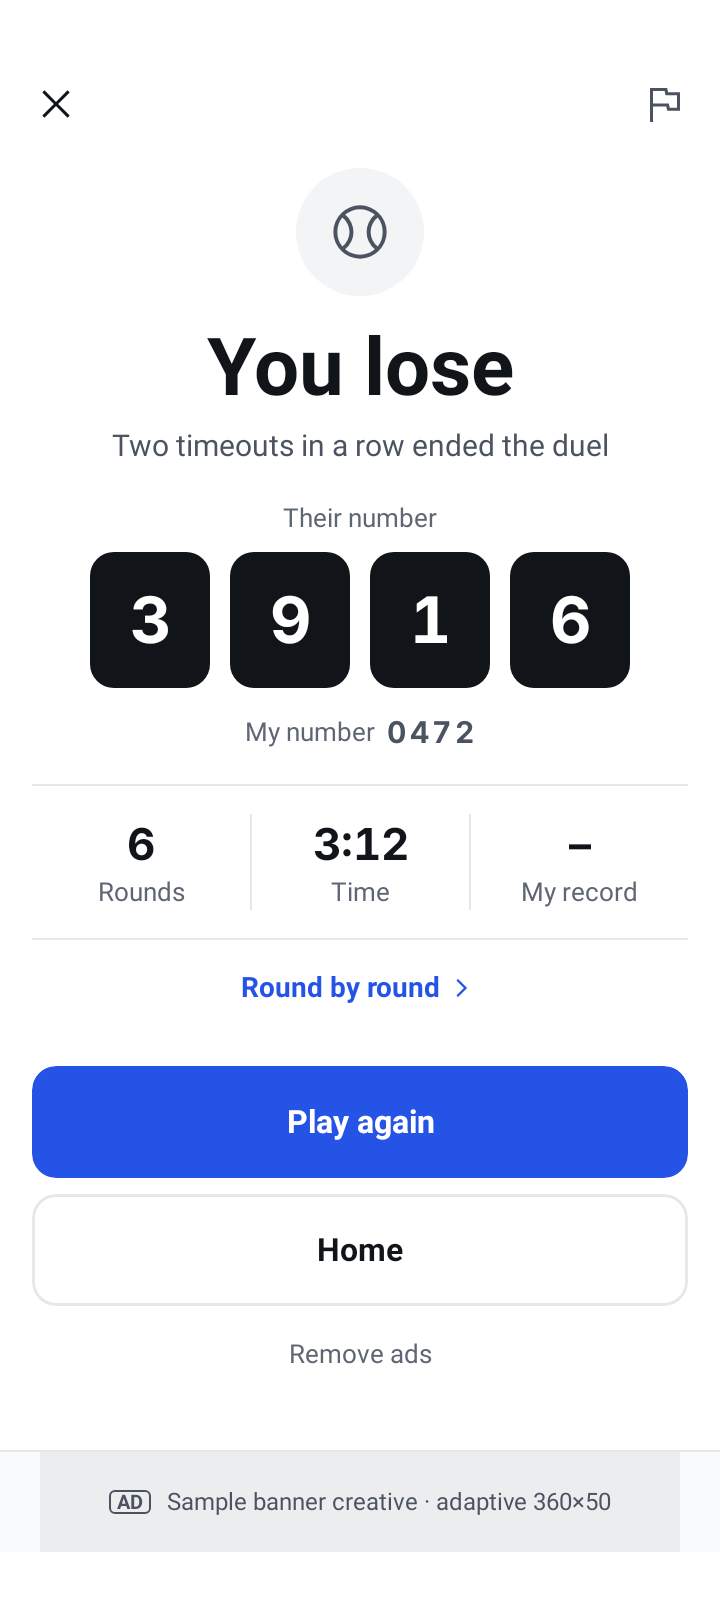 You lose
Two timeouts in a row ended the duel
Their number
3 9 1 6
My number 0472
6 3:12 –
Rounds Time My record
Round by round
Play again
Home
Remove ads
AD Sample banner creative · adaptive 360×50